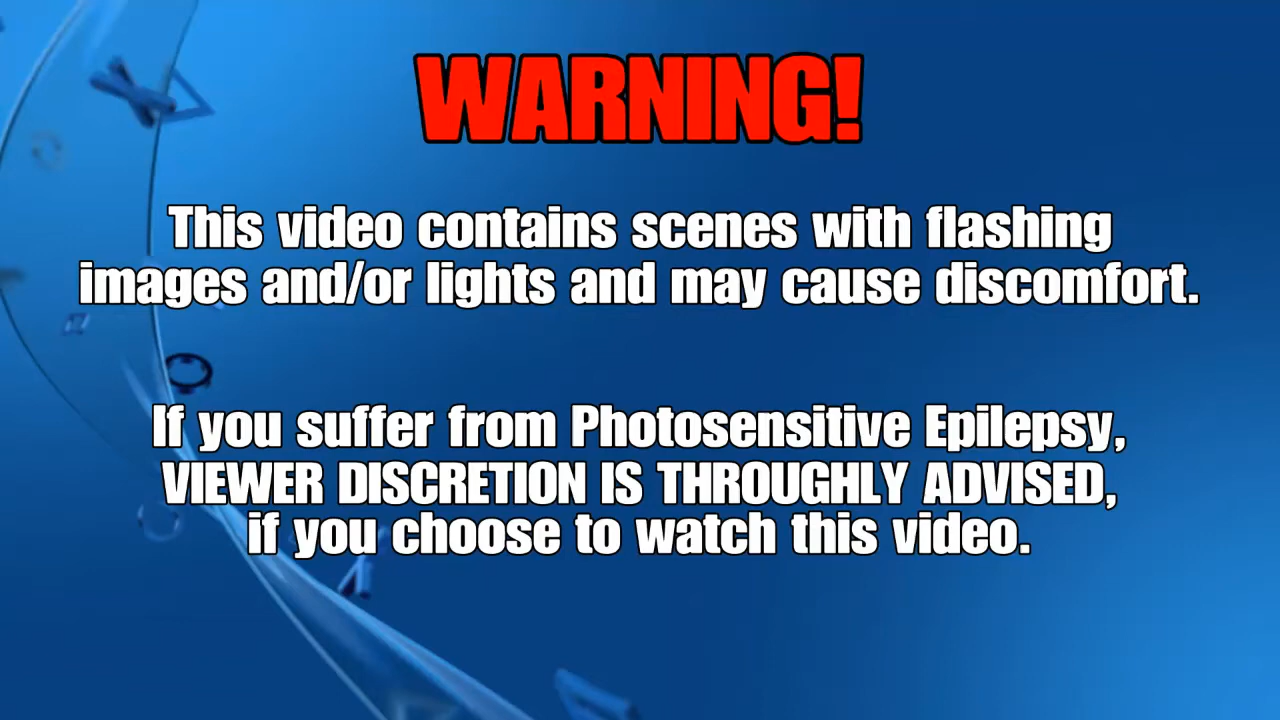 WARNING!
This video contains scenes with flashing
images and/or lights and may cause discomfort.
If you suffer from Photosensitive Epilepsy,
VIEWER DISCRETION IS THROUGHLY ADVISED,
if you choose to watch this video.